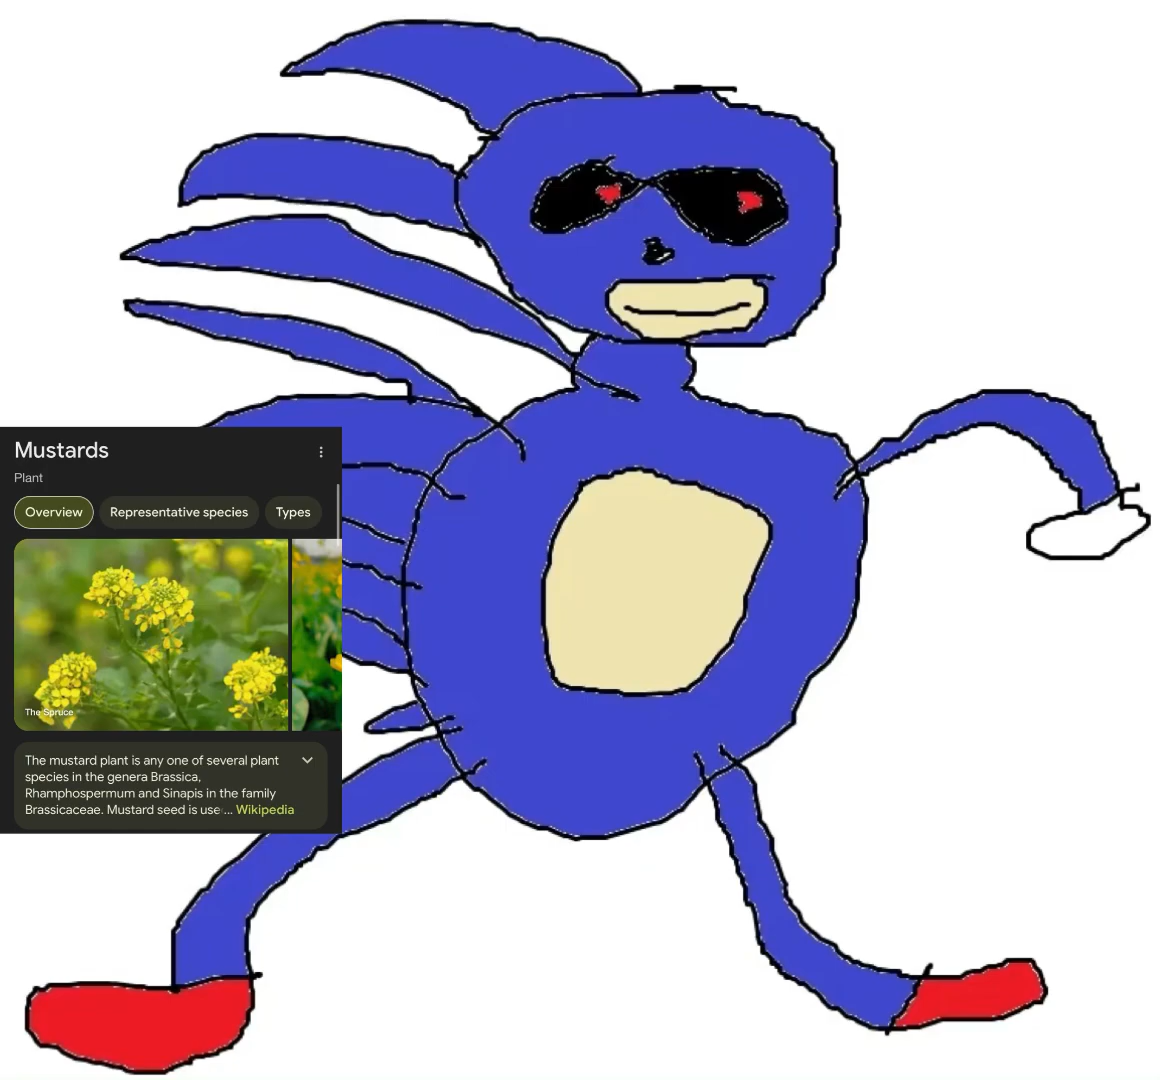 Mustards
Plant
Overview
Representative species
Types
The Spruce
The mustard plant is any one of several plant
species in the genera Brassica,
Rhamphospermum and Sinapis in the family
Brassicaceae. Mustard seed is use... Wikipedia